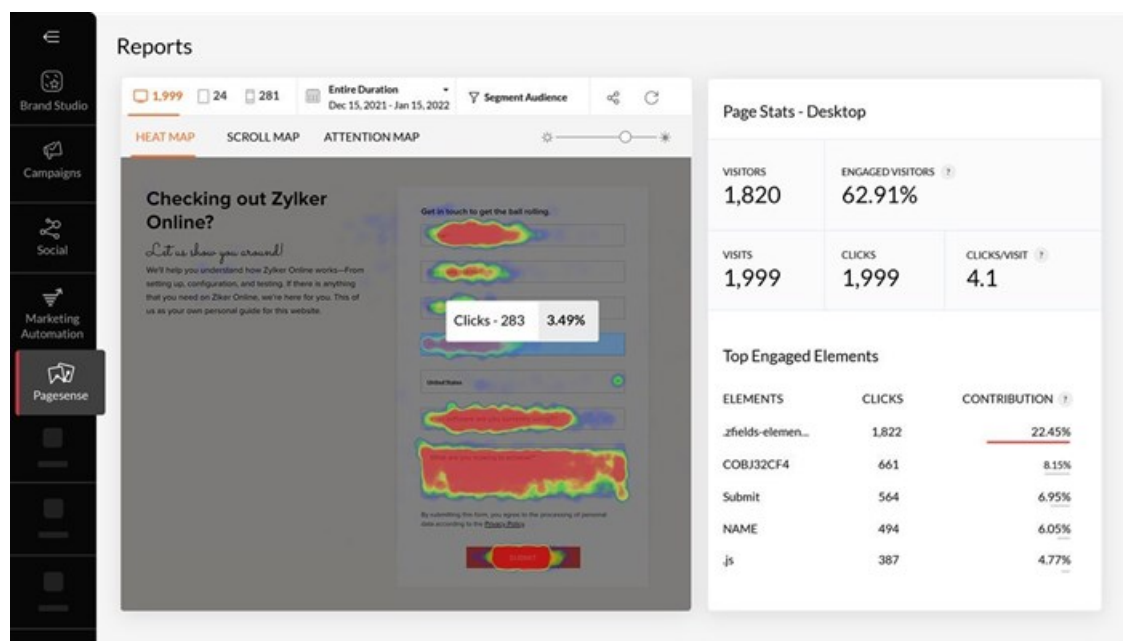 Brand Studio
Campaigns
Social
Marketing
Automation
Pagesense
Reports
1,999
24
281
Entire Duration
Dec 15, 2021 - Jan 15, 2022
Segment Audience
HEAT MAP
SCROLL MAP
ATTENTION MAP
Checking out Zylker
Online?
Let us show you around!
We'll help you understand how Zylker Online works—From
setting up, configuration, and testing. If there is anything
that you need on Ziker Online, we're here for you. This of
us as your own personal guide for this website.
Get in touch to get the ball rolling.
Clicks - 283 3.49%
United States
By submitting this form, you agree to the processing of personal
data according to the Privacy Policy.
SUBMIT
Page Stats - Desktop
VISITORS
1,820
ENGAGED VISITORS ?
62.91%
VISITS
1,999
CLICKS
1,999
CLICKS/VISIT ?
4.1
Top Engaged Elements
ELEMENTS CLICKS CONTRIBUTION ?
.zfields-elemen... 1,822 22.45%
COBJ32CF4 661 8.15%
Submit 564 6.95%
NAME 494 6.05%
.js 387 4.77%